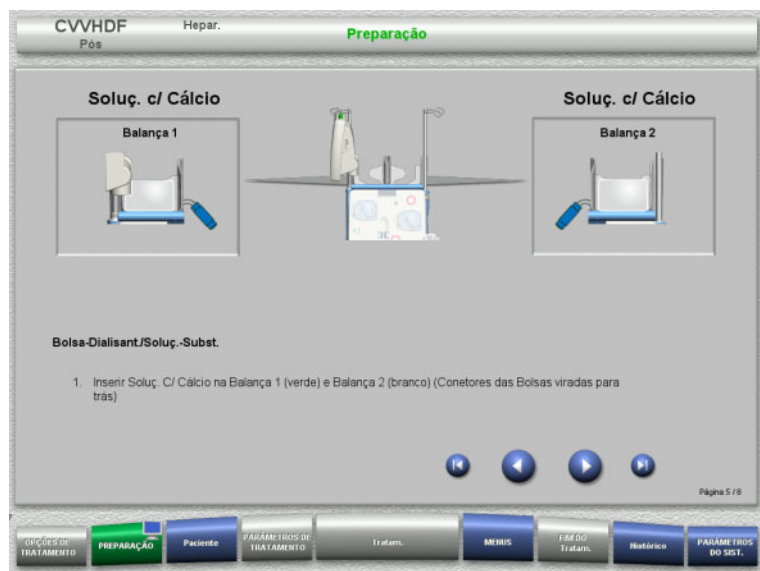 CVVHDF Hepar. Preparação
Pós
Soluç. c/ Cálcio Soluç. c/ Cálcio
Balança 1 Balança 2
Bolsa-Dialisant./Soluç.-Subst.
1. Inserir Soluç. C/ Cálcio na Balança 1 (verde) e Balança 2 (branco) (Conetores das Bolsas viradas para
trás)
Página 5 / 8
OPÇÕES DE TRATAMENTO
PREPARAÇÃO
Paciente
PARÂMETROS DE TRATAMENTO
Tratam.
MENUS
FIM DO Tratam.
Histórico
PARÂMETROS DO SIST.